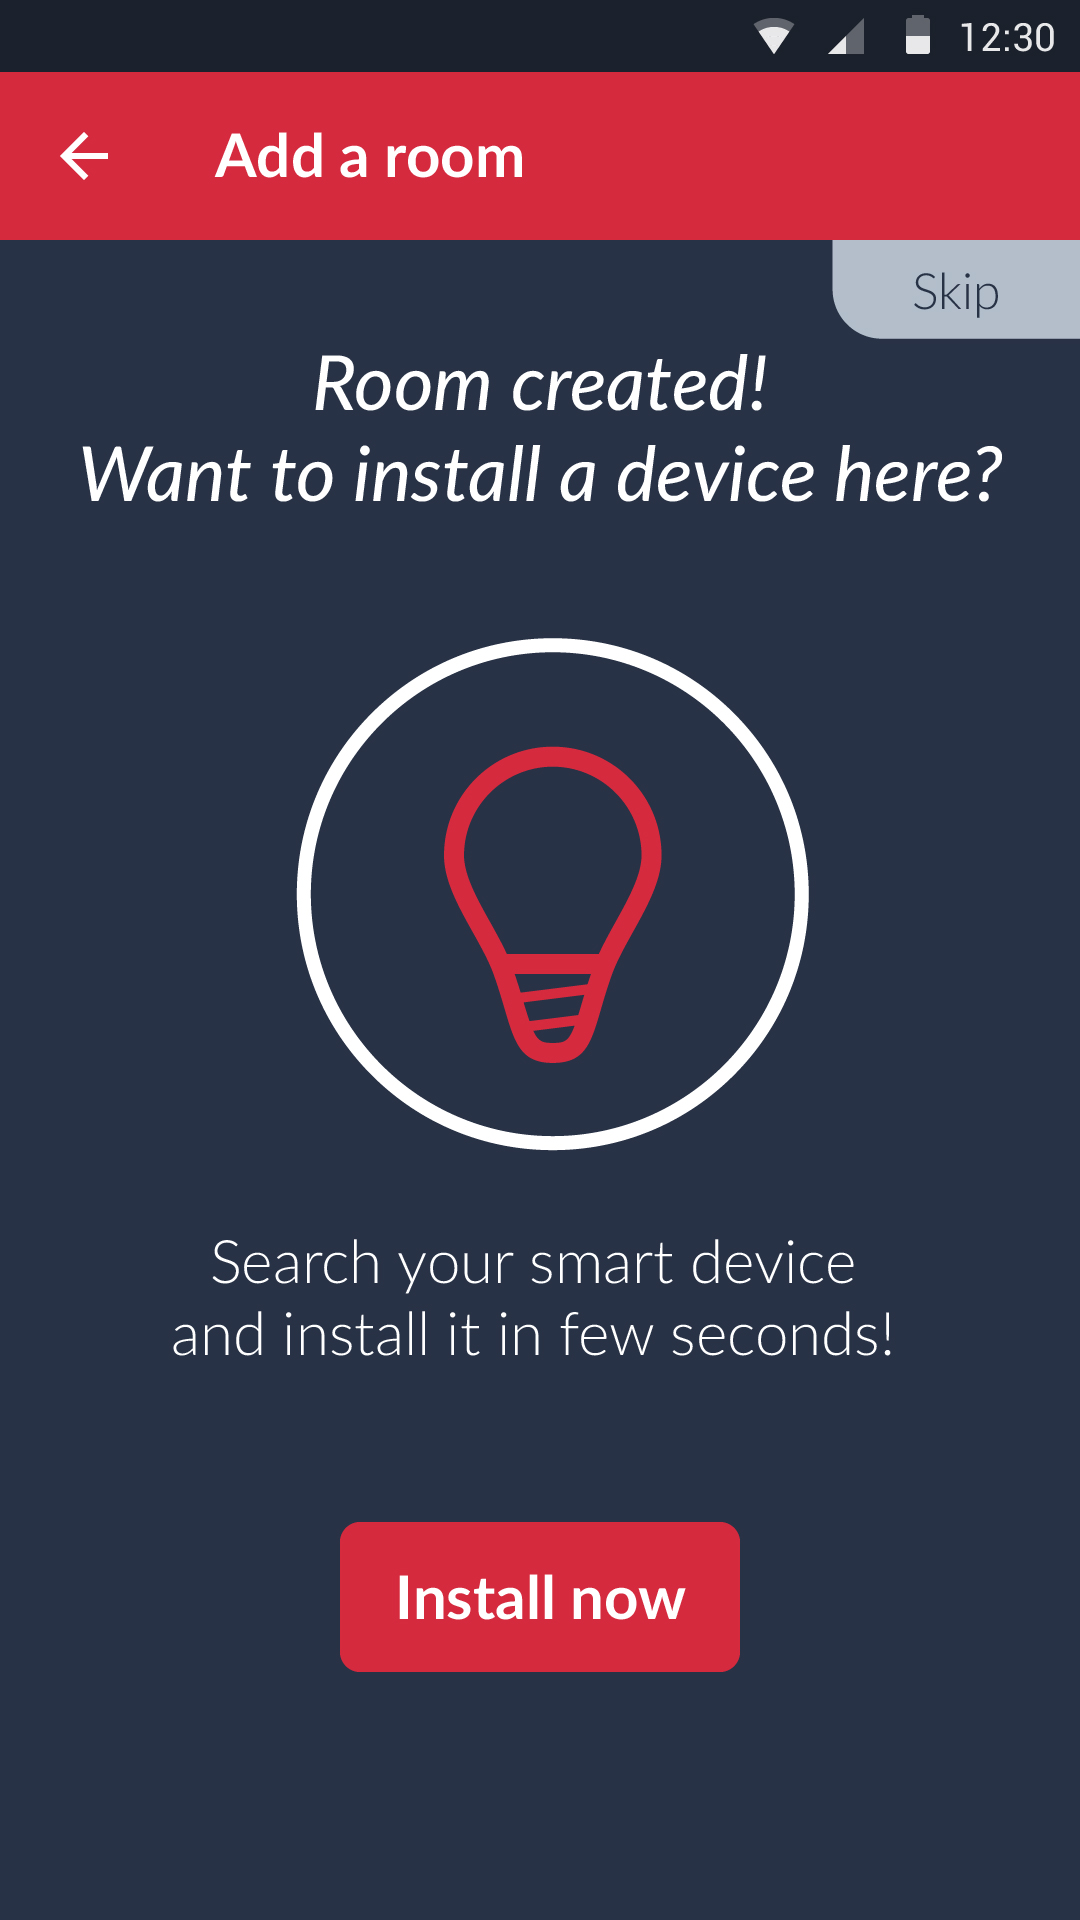 12:30
Add a room
Skip
Room created!
Want to install a device here?
Search your smart device
and install it in few seconds!
Install now